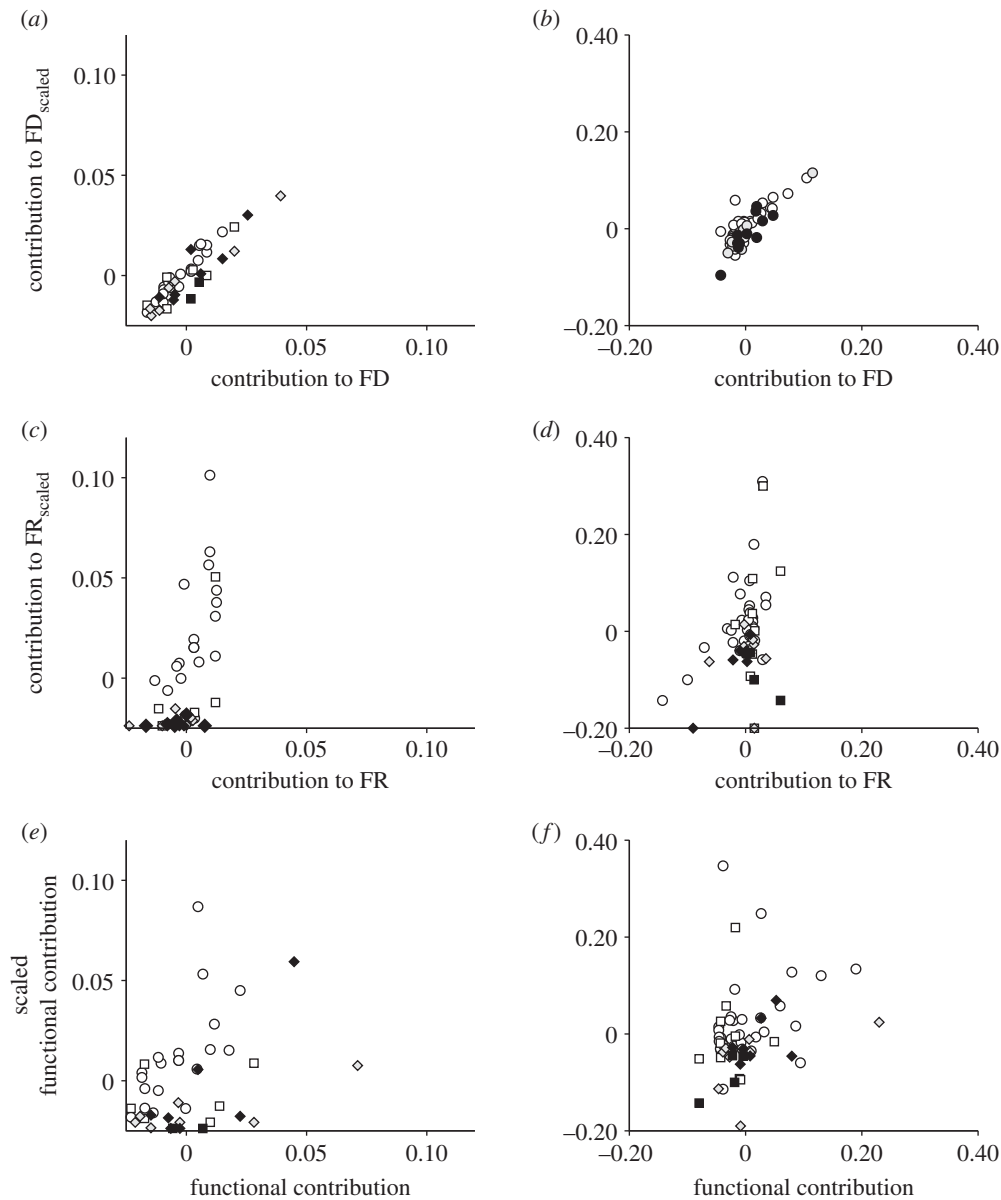 (a)
0.10
0.05
0
contribution to FD scaled
0 0.05 0.10
contribution to FD
(b)
0.40
0.20
0
–0.20
–0.20 0 0.20 0.40
contribution to FD
(c)
0.10
0.05
0
contribution to FR scaled
0 0.05 0.10
contribution to FR
(d)
0.40
0.20
0
–0.20
–0.20 0 0.20 0.40
contribution to FR
(e)
0.10
0.05
0
scaled
functional contribution
0 0.05 0.10
functional contribution
(f)
0.40
0.20
0
–0.20
–0.20 0 0.20 0.40
functional contribution